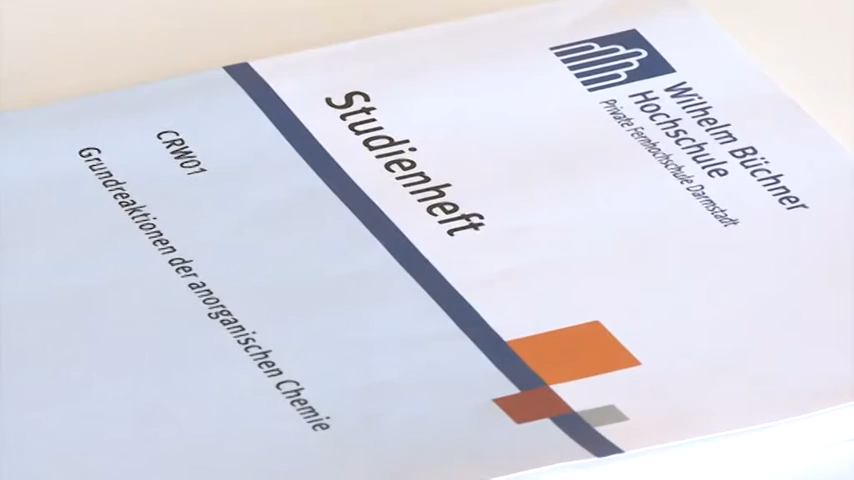 Wilhelm Büchner
Hochschule
Private Fernhochschule Darmstadt
Studienheft
CRW01
Grundreaktionen der anorganischen Chemie